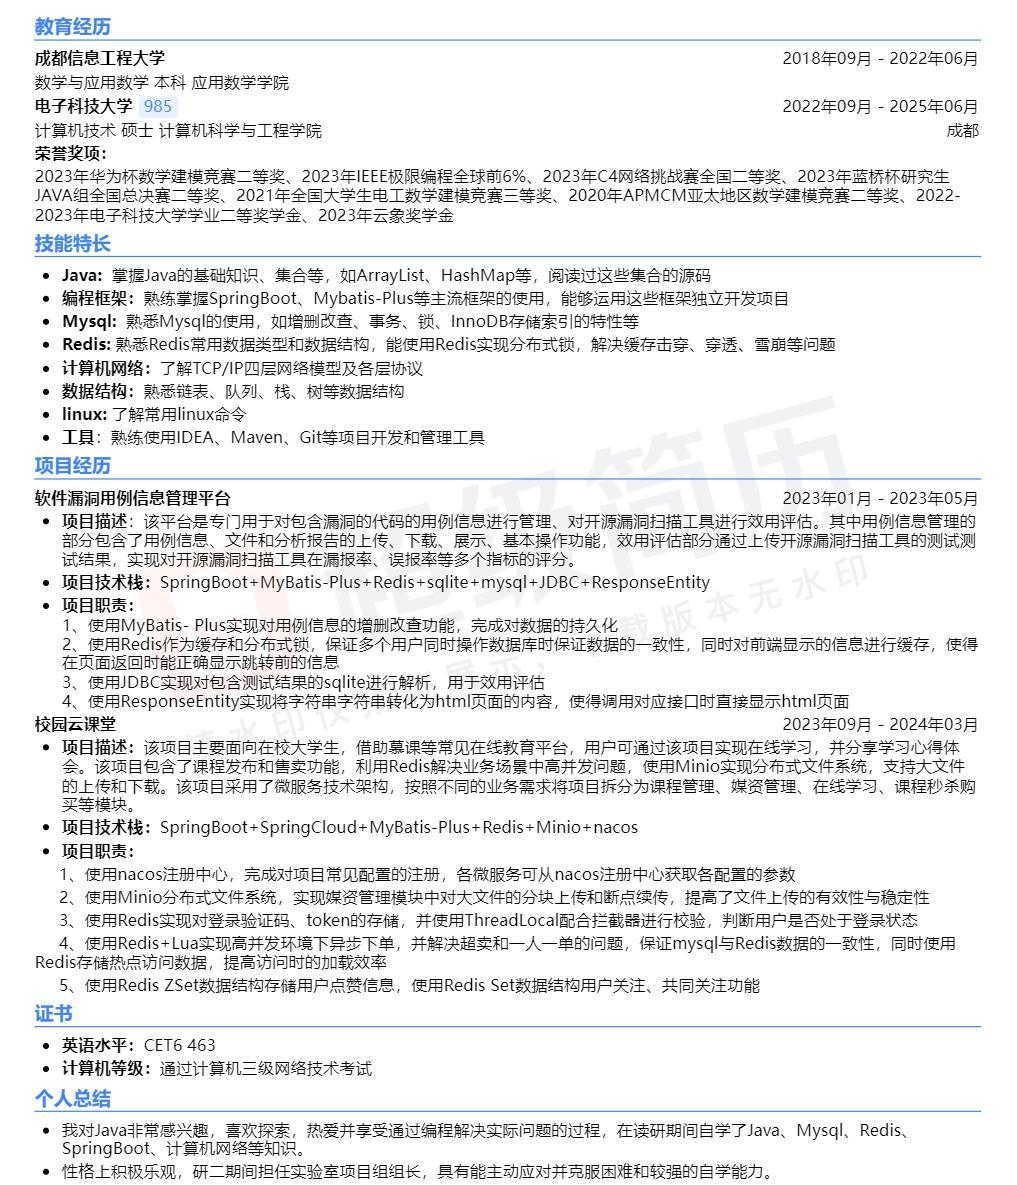 教育经历
成都信息工程大学 2018年09月 - 2022年06月
数学与应用数学 本科 应用数学学院
电子科技大学 985 2022年09月 - 2025年06月
计算机技术 硕士 计算机科学与工程学院 成都
荣誉奖项：
2023年华为杯数学建模竞赛二等奖、2023年IEEE极限编程全球前6%、2023年C4网络挑战赛全国二等奖、2023年蓝桥杯研究生
JAVA组全国总决赛二等奖、2021年全国大学生电工数学建模竞赛三等奖、2020年APMCM亚太地区数学建模竞赛二等奖、2022-
2023年电子科技大学学业二等奖学金、2023年云象奖学金
技能特长
• Java: 掌握Java的基础知识、集合等，如ArrayList、HashMap等，阅读过这些集合的源码
• 编程框架：熟练掌握SpringBoot、Mybatis-Plus等主流框架的使用，能够运用这些框架独立开发项目
• Mysql: 熟悉Mysql的使用，如增删改查、事务、锁、InnoDB存储索引的特性等
• Redis: 熟悉Redis常用数据类型和数据结构，能使用Redis实现分布式锁，解决缓存击穿、穿透、雪崩等问题
• 计算机网络：了解TCP/IP四层网络模型及各层协议
• 数据结构：熟悉链表、队列、栈、树等数据结构
• linux: 了解常用linux命令
• 工具：熟练使用IDEA、Maven、Git等项目开发和管理工具
项目经历
软件漏洞用例信息管理平台 2023年01月 - 2023年05月
• 项目描述：该平台是专门用于对包含漏洞的代码的用例信息进行管理、对开源漏洞扫描工具进行效用评估。其中用例信息管理的
部分包含了用例信息、文件和分析报告的上传、下载、展示、基本操作功能，效用评估部分通过上传开源漏洞扫描工具的测试测
试结果，实现对开源漏洞扫描工具在漏报率、误报率等多个指标的评分。
• 项目技术栈：SpringBoot+MyBatis-Plus+Redis+sqlite+mysql+JDBC+ResponseEntity
• 项目职责：
1、使用MyBatis- Plus实现对用例信息的增删改查功能，完成对数据的持久化
2、使用Redis作为缓存和分布式锁，保证多个用户同时操作数据库时保证数据的一致性，同时对前端显示的信息进行缓存，使得
在页面返回时能正确显示跳转前的信息
3、使用JDBC实现对包含测试结果的sqlite进行解析，用于效用评估
4、使用ResponseEntity实现将字符串字符串转化为html页面的内容，使得调用对应接口时直接显示html页面
校园云课堂 2023年09月 - 2024年03月
• 项目描述：该项目主要面向在校大学生，借助慕课等常见在线教育平台，用户可通过该项目实现在线学习，并分享学习心得体
会。该项目包含了课程发布和售卖功能，利用Redis解决业务场景中高并发问题，使用Minio实现分布式文件系统，支持大文件
的上传和下载。该项目采用了微服务技术架构，按照不同的业务需求将项目拆分为课程管理、媒资管理、在线学习、课程秒杀购
买等模块。
• 项目技术栈：SpringBoot+SpringCloud+MyBatis-Plus+Redis+Minio+nacos
• 项目职责：
1、使用nacos注册中心，完成对项目常见配置的注册，各微服务可从nacos注册中心获取各配置的参数
2、使用Minio分布式文件系统，实现媒资管理模块中对大文件的分块上传和断点续传，提高了文件上传的有效性与稳定性
3、使用Redis实现对登录验证码、token的存储，并使用ThreadLocal配合拦截器进行校验，判断用户是否处于登录状态
4、使用Redis+Lua实现高并发环境下异步下单，并解决超卖和一人一单的问题，保证mysql与Redis数据的一致性，同时使用
Redis存储热点访问数据，提高访问时的加载效率
5、使用Redis ZSet数据结构存储用户点赞信息，使用Redis Set数据结构用户关注、共同关注功能
证书
• 英语水平：CET6 463
• 计算机等级：通过计算机三级网络技术考试
个人总结
• 我对Java非常感兴趣，喜欢探索，热爱并享受通过编程解决实际问题的过程，在读研期间自学了Java、Mysql、Redis、
SpringBoot、计算机网络等知识。
• 性格上积极乐观，研二期间担任实验室项目组组长，具有能主动应对并克服困难和较强的自学能力。